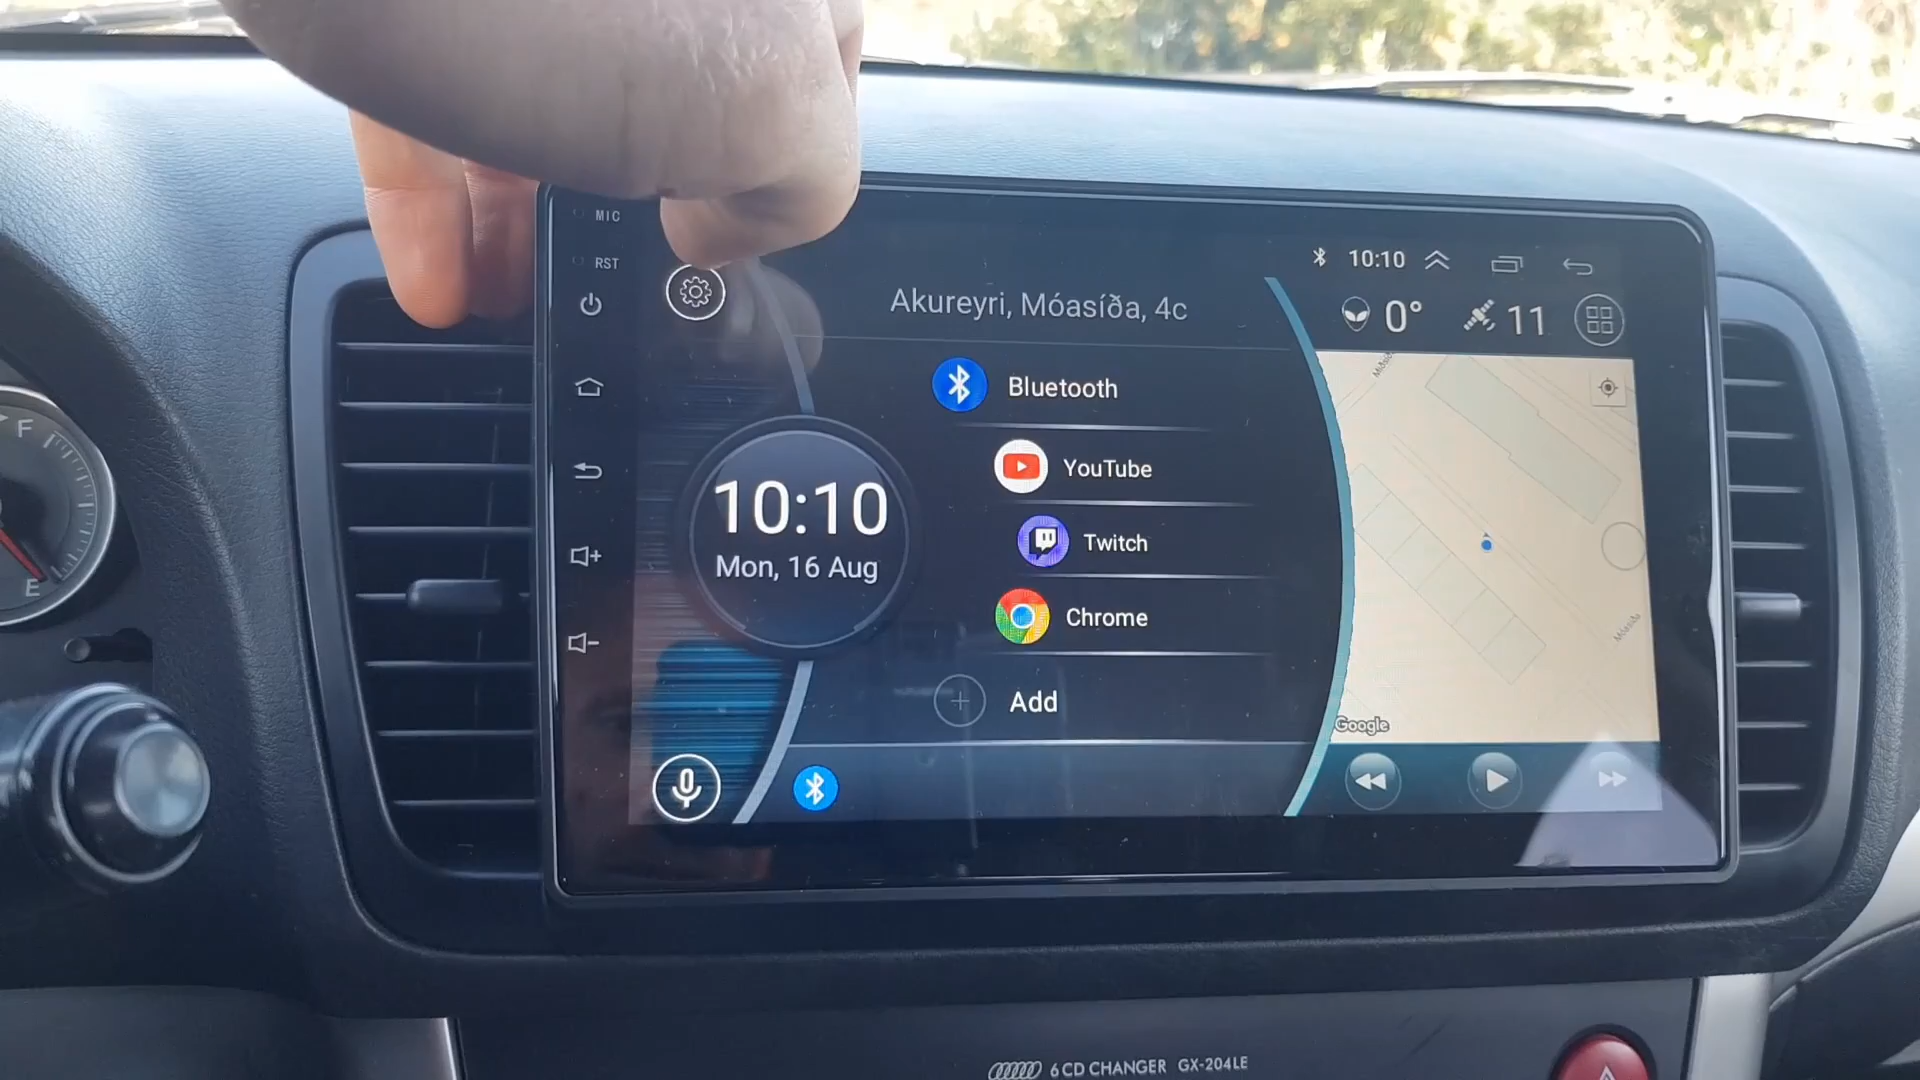 MIC
RST
10:10
Akureyri, Móasíða, 4c
0°
11
Bluetooth
YouTube
10:10
Mon, 16 Aug
Twitch
Chrome
Add
Google
F
E
6 CD CHANGER GX-204LE